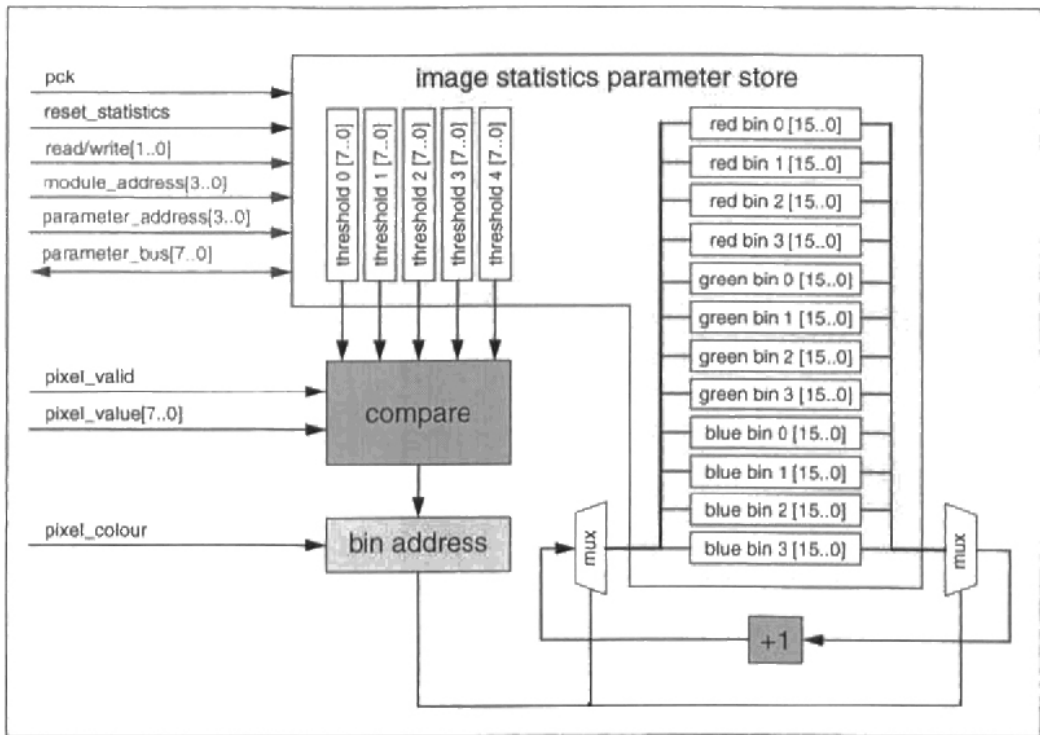 image statistics parameter store
pck
reset_statistics
read/write[1..0]
module_address[3..0]
parameter_address[3..0]
parameter_bus[7..0]
threshold 0 [7..0]
threshold 1 [7..0]
threshold 2 [7..0]
threshold 3 [7..0]
threshold 4 [7..0]
red bin 0 [15..0]
red bin 1 [15..0]
red bin 2 [15..0]
red bin 3 [15..0]
green bin 0 [15..0]
green bin 1 [15..0]
green bin 2 [15..0]
green bin 3 [15..0]
blue bin 0 [15..0]
blue bin 1 [15..0]
blue bin 2 [15..0]
blue bin 3 [15..0]
pixel_valid
pixel_value[7..0]
compare
pixel_colour
bin address
mux
mux
+1